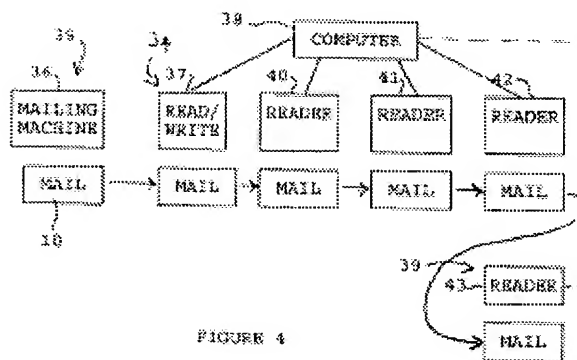 38
COMPUTER
35 34
36 37 40 41 42
MAILING MACHINE READ/WRITE READER READER READER
MAIL MAIL MAIL MAIL MAIL
10
39
43 READER
FIGURE 4 MAIL